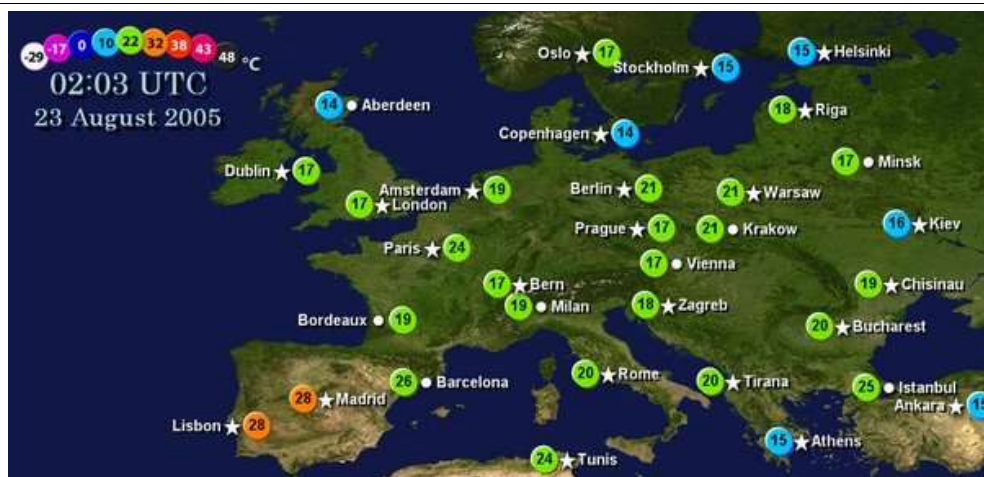 -29 -17 0 10 22 32 38 43 48 °C
02:03 UTC
23 August 2005
Oslo 17
Stockholm 15
15 Helsinki
14 Aberdeen
18 Riga
Copenhagen 14
17 Minsk
Dublin 17
Amsterdam 19
Berlin 21
21 Warsaw
17 London
16 Kiev
Prague 17
21 Krakow
Paris 24
17 Vienna
17 Bern
19 Chisinau
19 Milan
18 Zagreb
Bordeaux 19
20 Bucharest
20 Rome
20 Tirana
26 Barcelona
25 Istanbul
28 Madrid
Ankara 15
Lisbon 28
15 Athens
24 Tunis